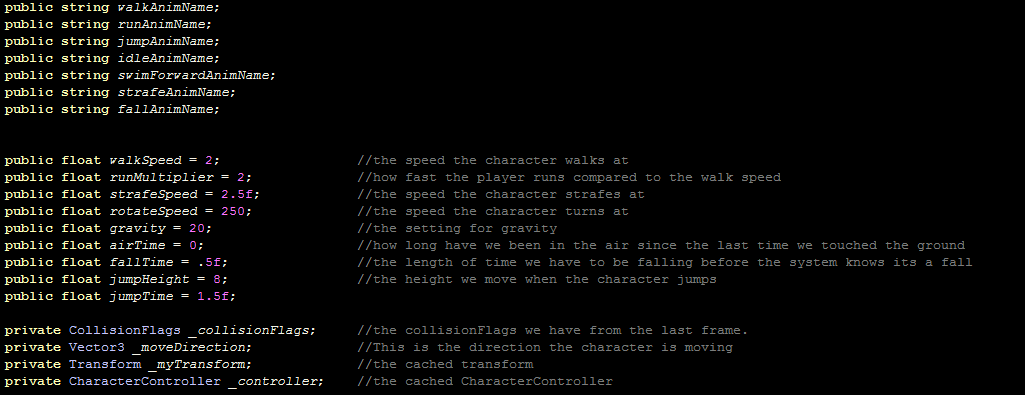 public string walkAnimName;
public string runAnimName;
public string jumpAnimName;
public string idleAnimName;
public string swimForwardAnimName;
public string strafeAnimName;
public string fallAnimName;
public float walkSpeed = 2; //the speed the character walks at
public float runMultiplier = 2; //how fast the player runs compared to the walk speed
public float strafeSpeed = 2.5f; //the speed the character strafes at
public float rotateSpeed = 250; //the speed the character turns at
public float gravity = 20; //the setting for gravity
public float airTime = 0; //how long have we been in the air since the last time we touched the ground
public float fallTime = .5f; //the length of time we have to be falling before the system knows its a fall
public float jumpHeight = 8; //the height we move when the character jumps
public float jumpTime = 1.5f;
private CollisionFlags _collisionFlags; //the collisionFlags we have from the last frame.
private Vector3 _moveDirection; //This is the direction the character is moving
private Transform _myTransform; //the cached transform
private CharacterController _controller; //the cached CharacterController